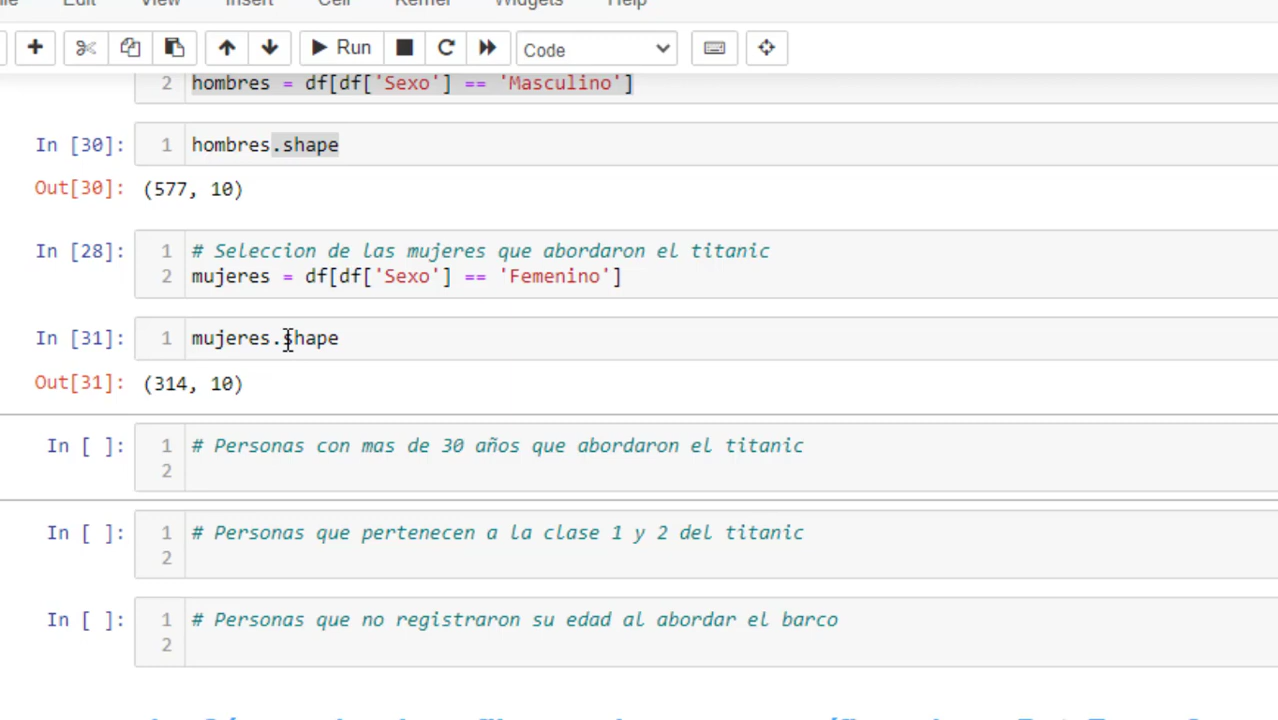 Edit View Insert Cell Kernel Widgets Help
Run Code
2 hombres = df[df['Sexo'] == 'Masculino']
In [30]: 1 hombres.shape
Out[30]: (577, 10)
In [28]: 1 # Seleccion de las mujeres que abordaron el titanic
2 mujeres = df[df['Sexo'] == 'Femenino']
In [31]: 1 mujeres.shape
Out[31]: (314, 10)
In [ ]: 1 # Personas con mas de 30 años que abordaron el titanic
2
In [ ]: 1 # Personas que pertenecen a la clase 1 y 2 del titanic
2
In [ ]: 1 # Personas que no registraron su edad al abordar el barco
2